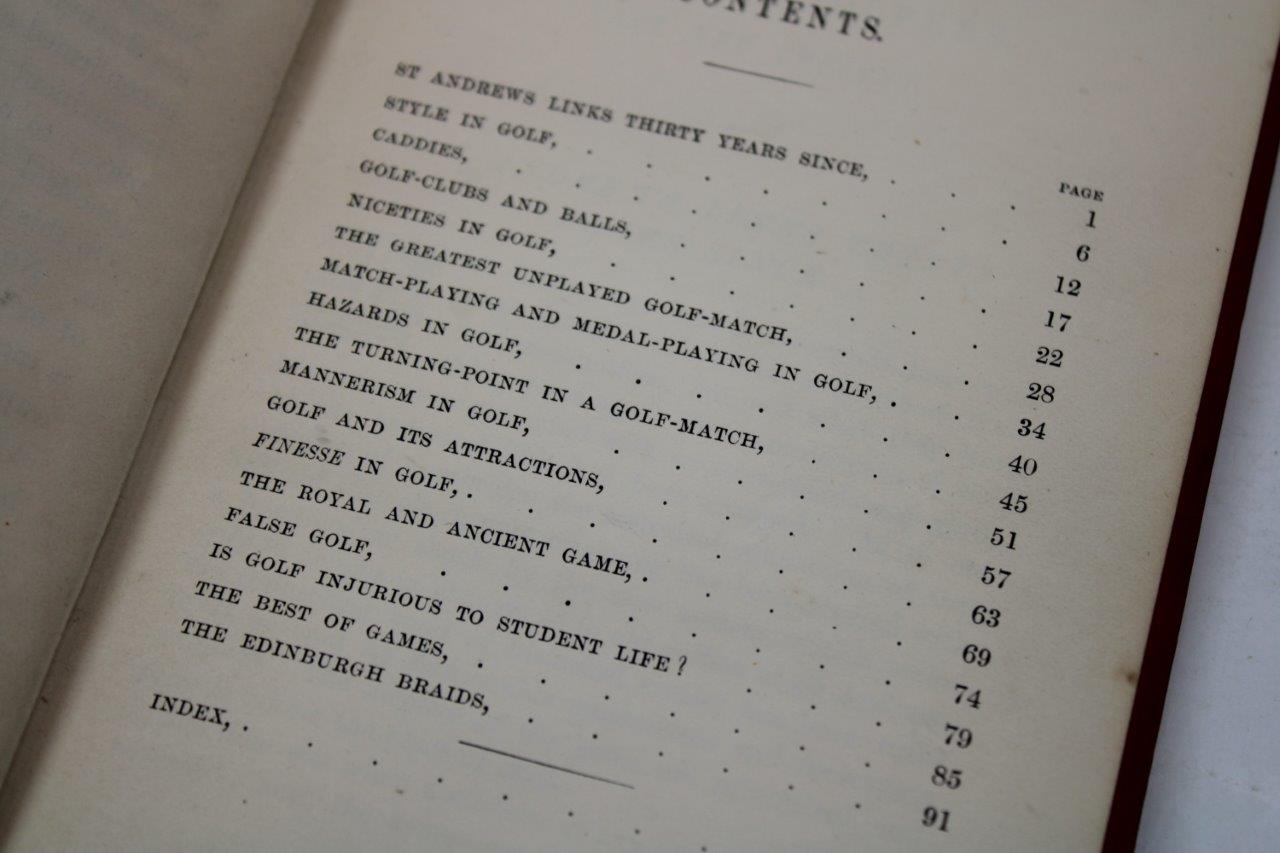 CONTENTS.
PAGE
ST ANDREWS LINKS THIRTY YEARS SINCE, . . . 1
STYLE IN GOLF, . . . . . . . . 6
CADDIES, . . . . . . . . . 12
GOLF-CLUBS AND BALLS, . . . . . . 17
NICETIES IN GOLF, . . . . . . . 22
THE GREATEST UNPLAYED GOLF-MATCH, . . . 28
MATCH-PLAYING AND MEDAL-PLAYING IN GOLF, . . 34
HAZARDS IN GOLF, . . . . . . . 40
THE TURNING-POINT IN A GOLF-MATCH, . . . 45
MANNERISM IN GOLF, . . . . . . 51
GOLF AND ITS ATTRACTIONS, . . . . . 57
FINESSE IN GOLF, . . . . . . . 63
THE ROYAL AND ANCIENT GAME, . . . . . 69
FALSE GOLF, . . . . . . . . 74
IS GOLF INJURIOUS TO STUDENT LIFE? . . . 79
THE BEST OF GAMES, . . . . . . . 85
THE EDINBURGH BRAIDS, . . . . . . 91
INDEX, . . . . . . . .